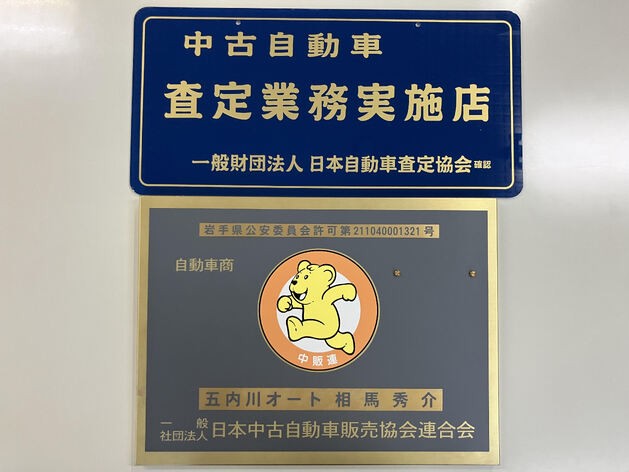 中古自動車
査定業務実施店
一般財団法人 日本自動車査定協会確認
岩手県公安委員会許可第211040001321号
自動車商
中販連
五内川オート 相馬秀介
一般社団法人日本中古自動車販売協会連合会